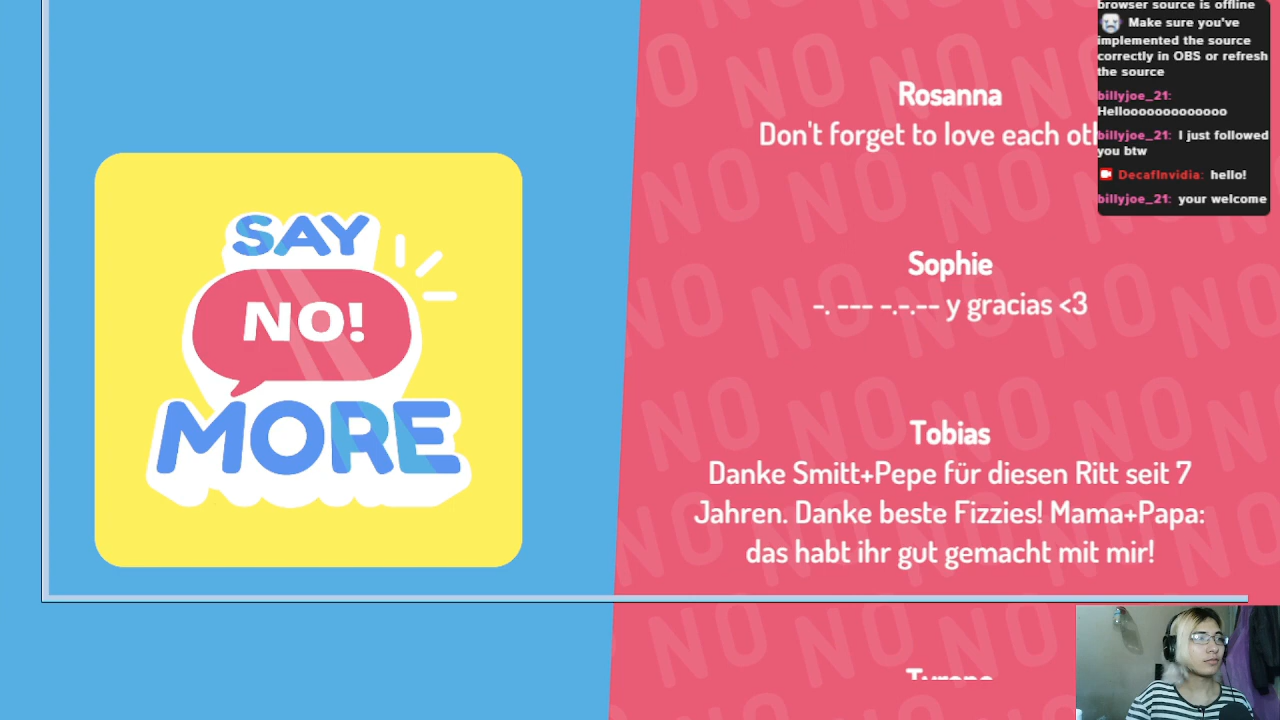 SAY
NO!
MORE
Rosanna
Don't forget to love each oth
Sophie
-. --- -.-.-- y gracias <3
Tobias
Danke Smitt+Pepe für diesen Ritt seit 7
Jahren. Danke beste Fizzies! Mama+Papa:
das habt ihr gut gemacht mit mir!
browser source is offline
Make sure you've
implemented the source
correctly in OBS or refresh
the source
billyjoe_21:
Hellooooooooooooo
billyjoe_21: I just followed
you btw
DecafInvidia: hello!
billyjoe_21: your welcome